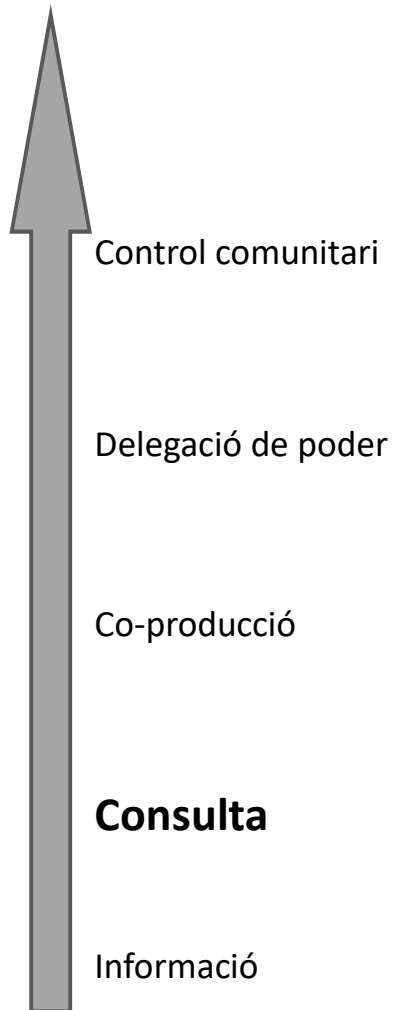 Control comunitari
Delegació de poder
Co-producció
Consulta
Informació